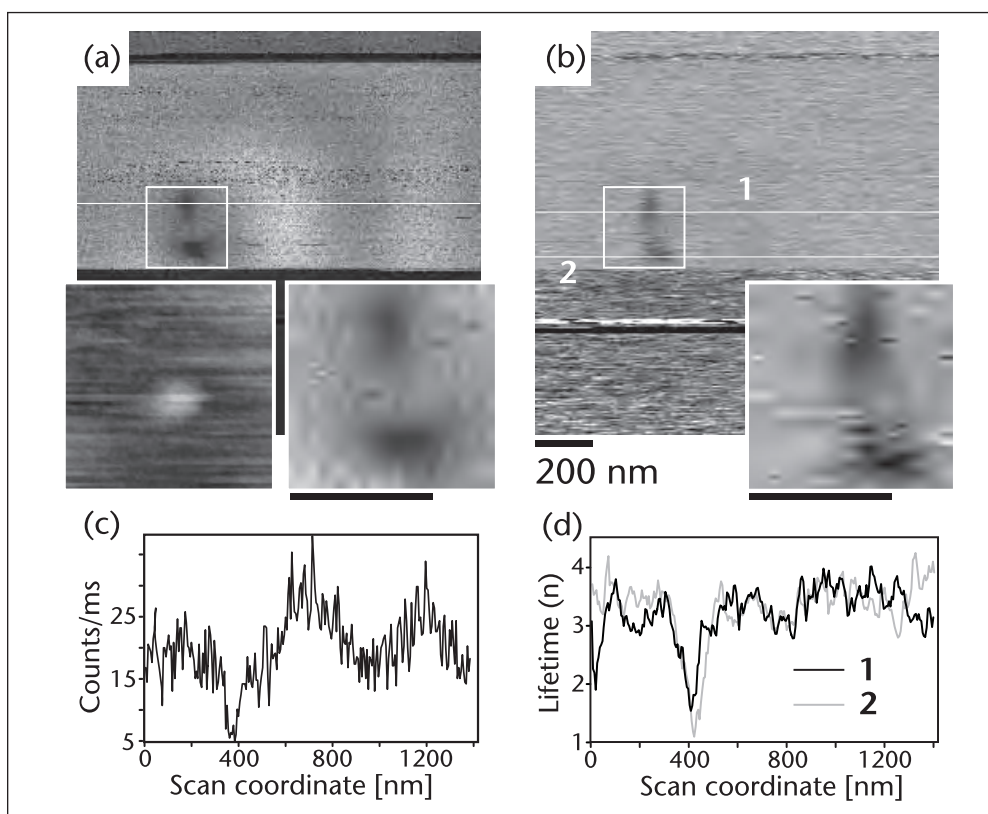 (a)
(b)
1
2
200 nm
(c)
Counts/ms
25
15
5
0 400 800 1200
Scan coordinate [nm]
(d)
Lifetime (n)
4
3
2
1
1
2
0 400 800 1200
Scan coordinate [nm]